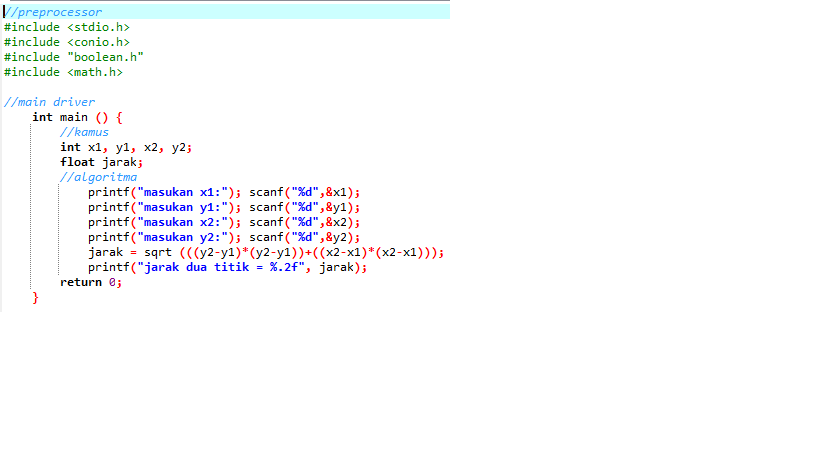 //preprocessor
#include <stdio.h>
#include <conio.h>
#include "boolean.h"
#include <math.h>
//main driver
int main () {
//kamus
int x1, y1, x2, y2;
float jarak;
//algoritma
printf("masukan x1:"); scanf("%d",&x1);
printf("masukan y1:"); scanf("%d",&y1);
printf("masukan x2:"); scanf("%d",&x2);
printf("masukan y2:"); scanf("%d",&y2);
jarak = sqrt (((y2-y1)*(y2-y1))+((x2-x1)*(x2-x1)));
printf("jarak dua titik = %.2f", jarak);
return 0;
}